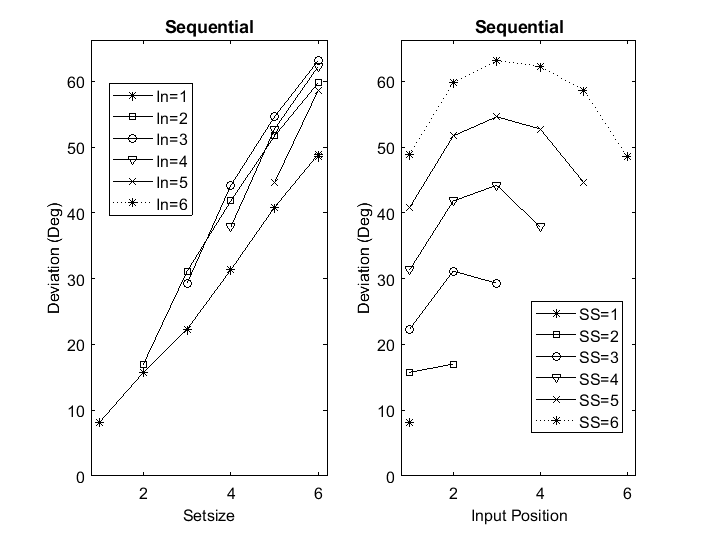 Sequential
Deviation (Deg)
60
50
40
30
20
10
0
In=1
In=2
In=3
In=4
In=5
In=6
2
4
6
Setsize
Sequential
Deviation (Deg)
60
50
40
30
20
10
0
SS=1
SS=2
SS=3
SS=4
SS=5
SS=6
2
4
6
Input Position